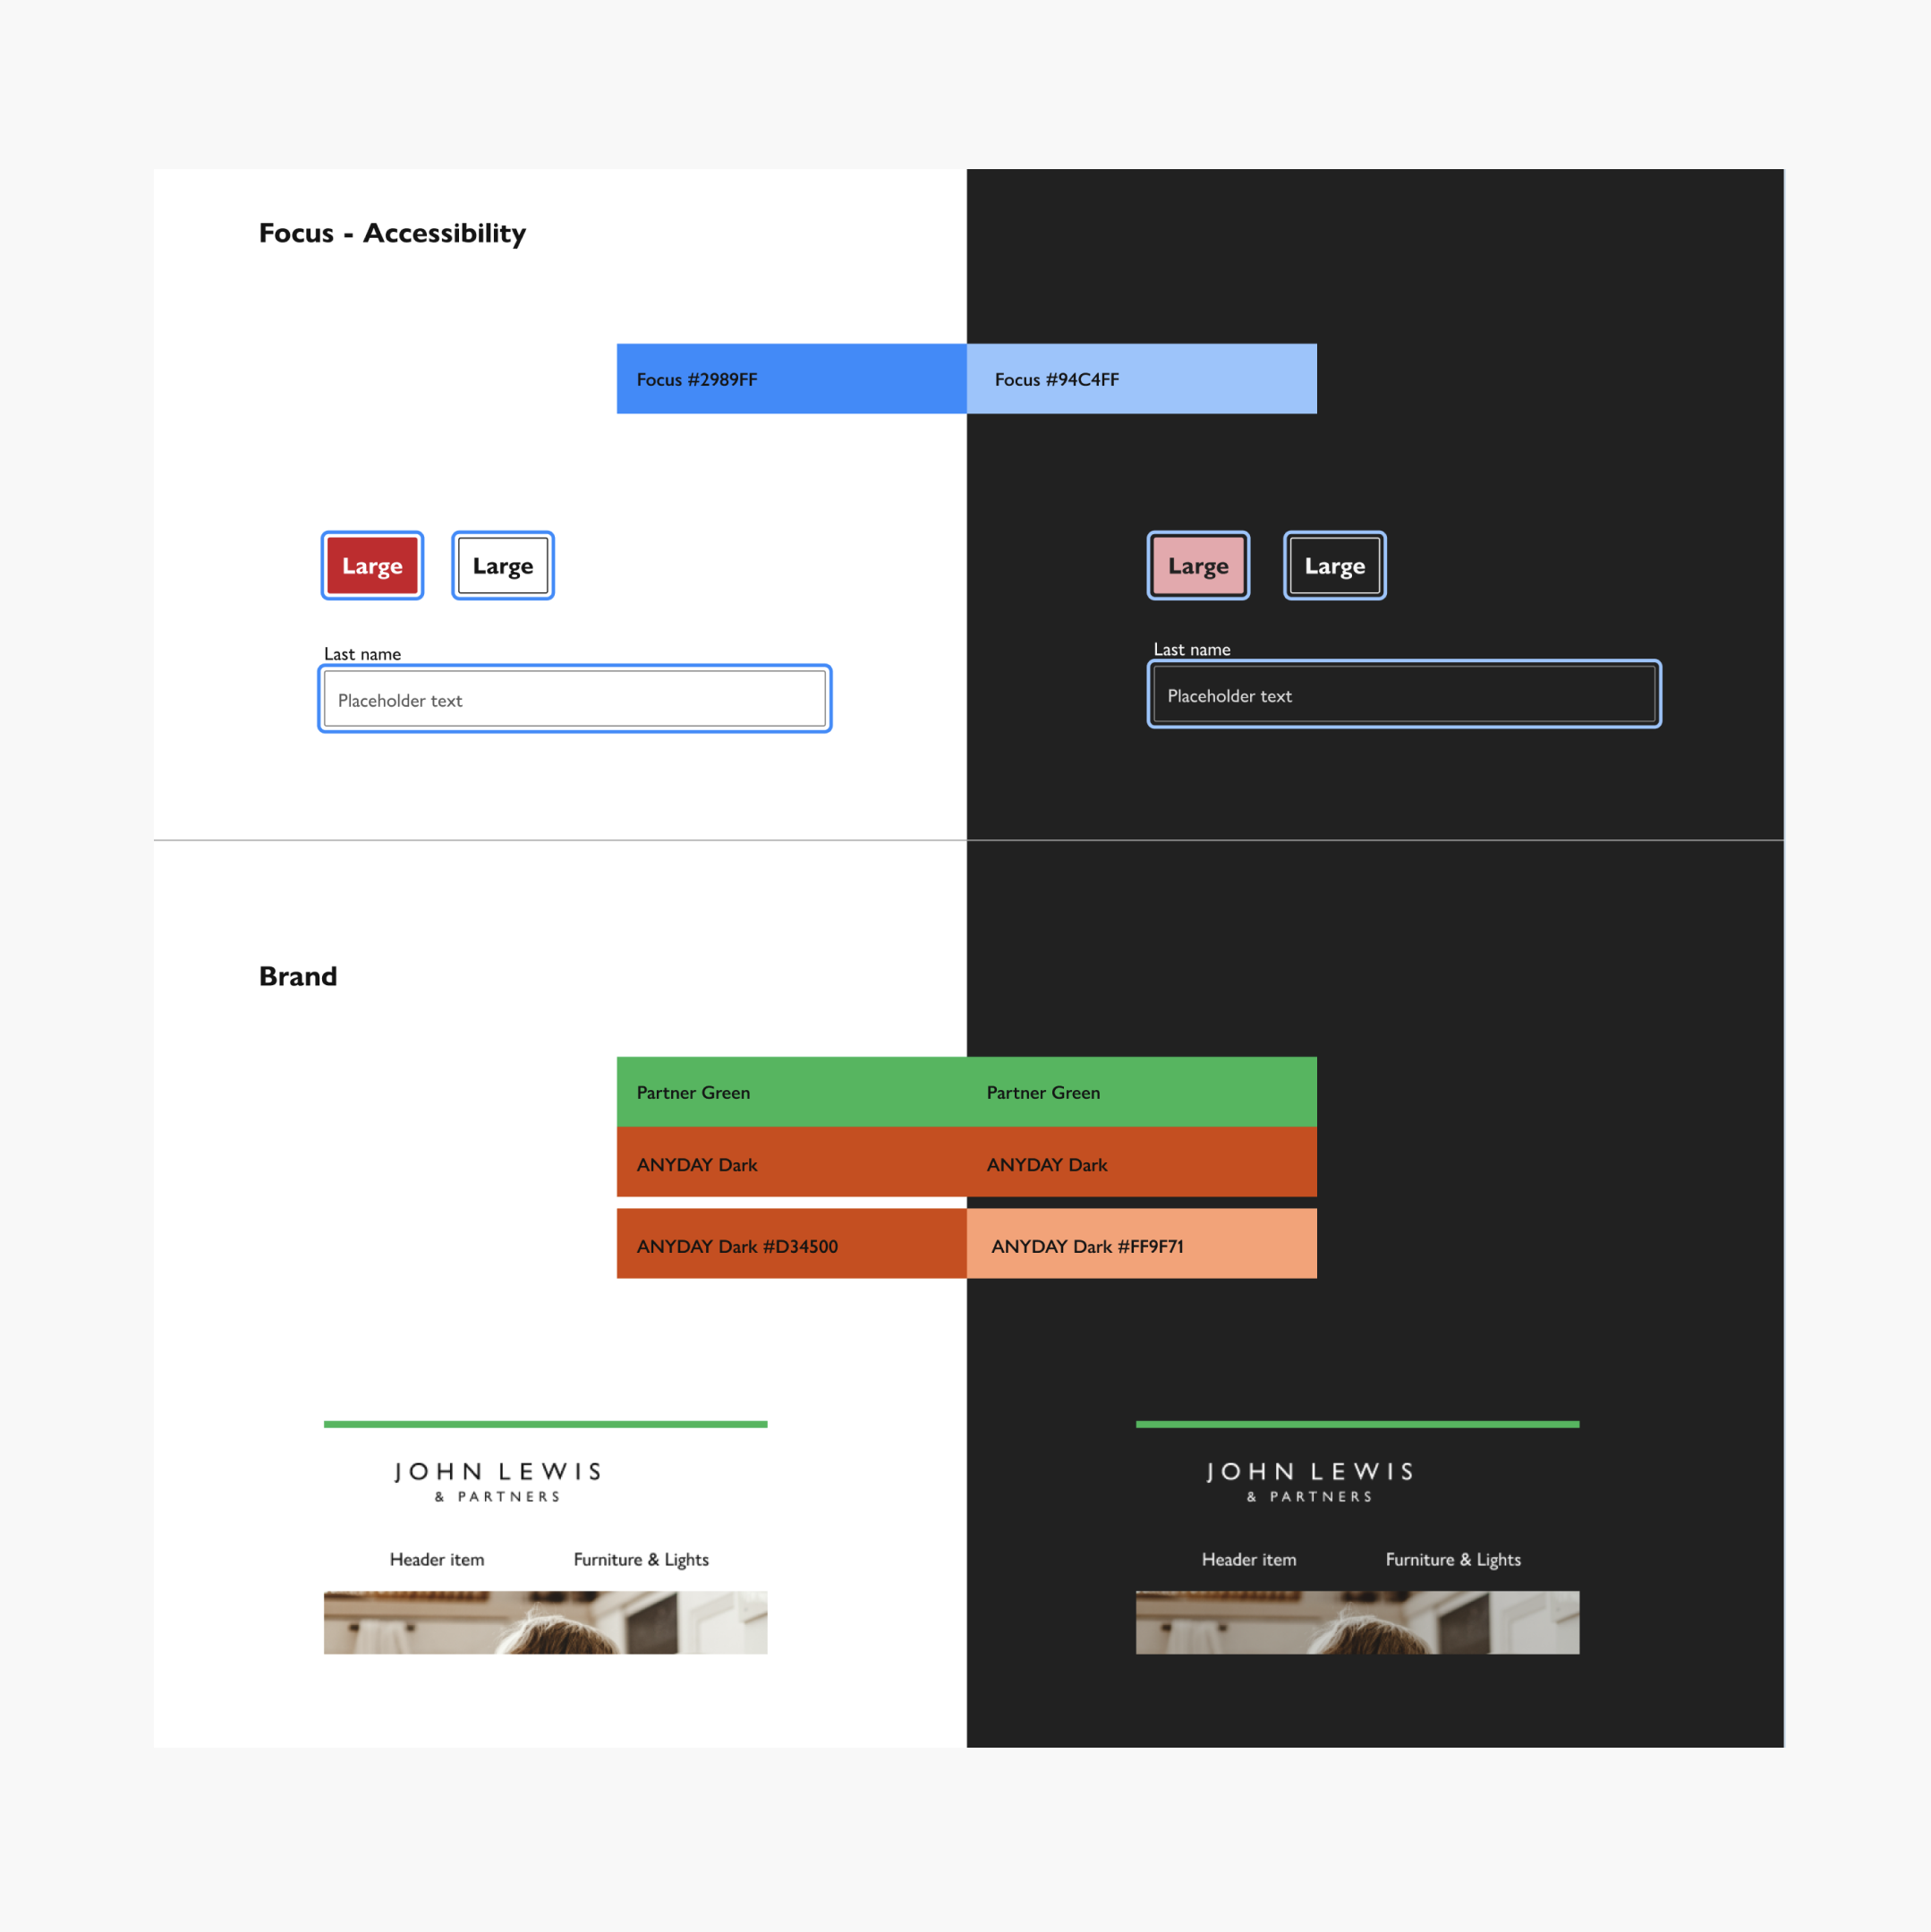 Focus - Accessibility
Focus #2989FF
Focus #94C4FF
Large
Large
Large
Large
Last name
Placeholder text
Last name
Placeholder text
Brand
Partner Green
Partner Green
ANYDAY Dark
ANYDAY Dark
ANYDAY Dark #D34500
ANYDAY Dark #FF9F71
JOHN LEWIS
& PARTNERS
Header item
Furniture & Lights
JOHN LEWIS
& PARTNERS
Header item
Furniture & Lights